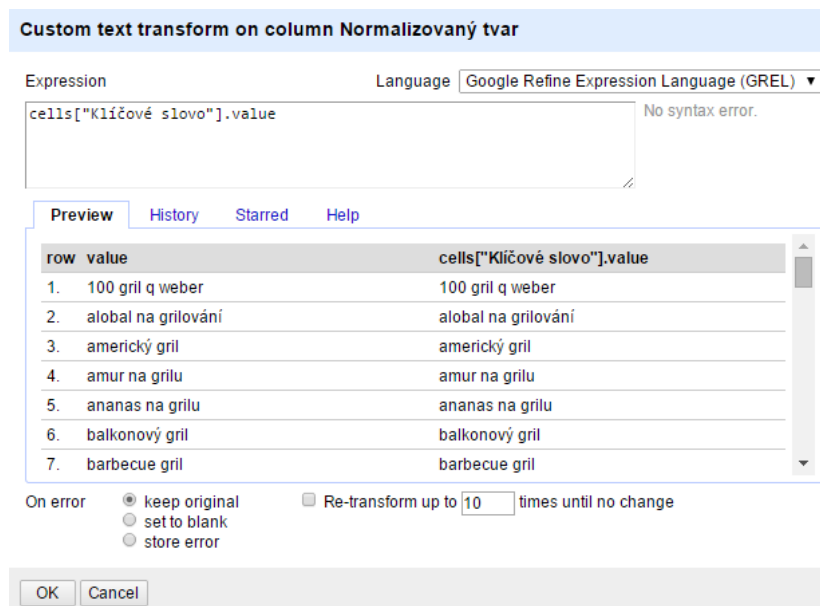 Custom text transform on column Normalizovaný tvar
Expression Language Google Refine Expression Language (GREL)
cells["Klíčové slovo"].value No syntax error.
Preview History Starred Help
row value cells["Klíčové slovo"].value
1. 100 gril q weber 100 gril q weber
2. alobal na grilování alobal na grilování
3. americký gril americký gril
4. amur na grilu amur na grilu
5. ananas na grilu ananas na grilu
6. balkonový gril balkonový gril
7. barbecue gril barbecue gril
On error keep original Re-transform up to 10 times until no change
set to blank
store error
OK Cancel